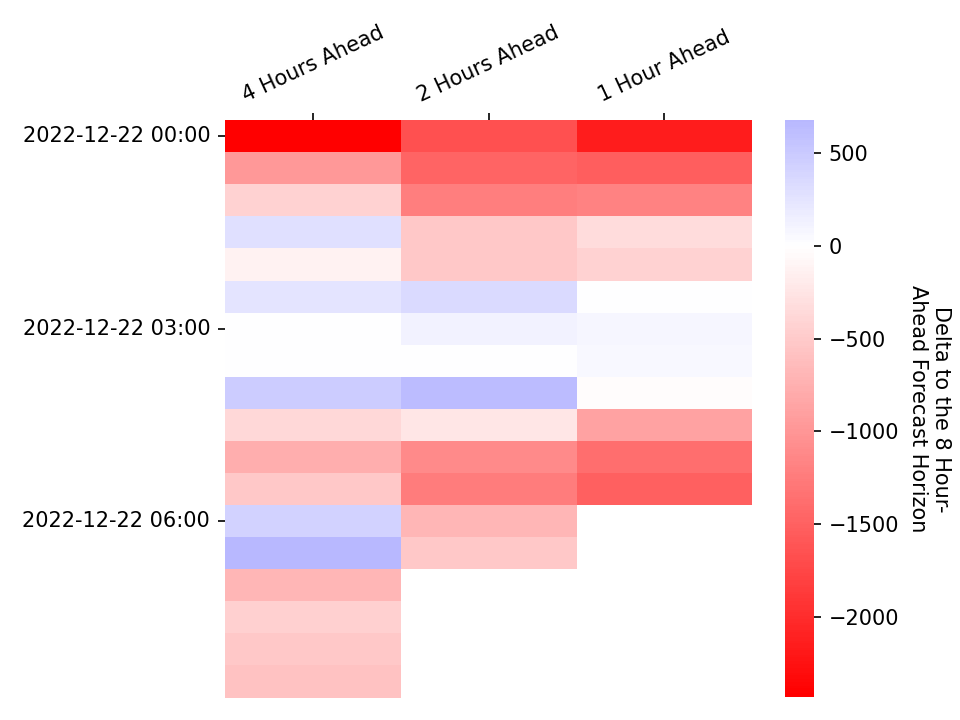 4 Hours Ahead
2 Hours Ahead
1 Hour Ahead
2022-12-22 00:00
2022-12-22 03:00
2022-12-22 06:00
500
0
−500
−1000
−1500
−2000
Delta to the 8 Hour-
Ahead Forecast Horizon